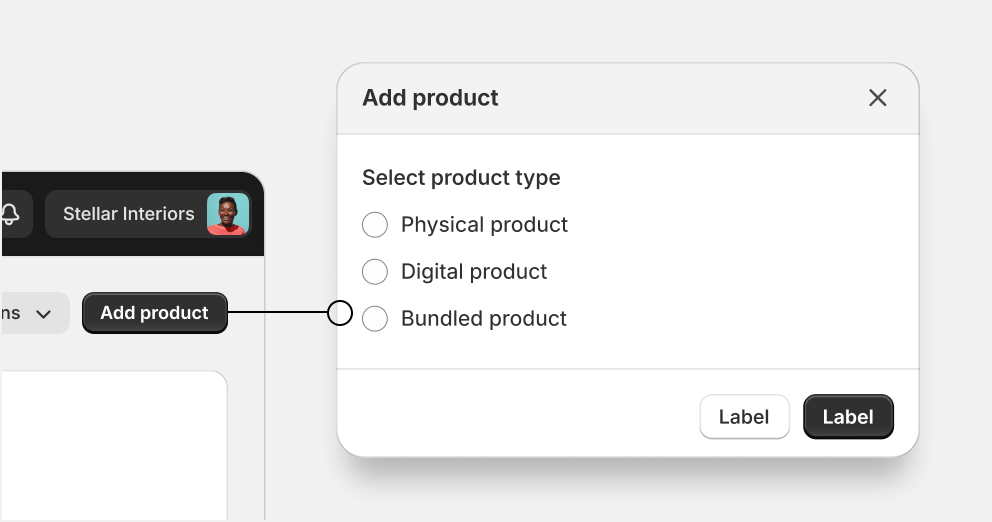 Add product
Select product type
Physical product
Digital product
Bundled product
Label
Label
Stellar Interiors
ns
Add product